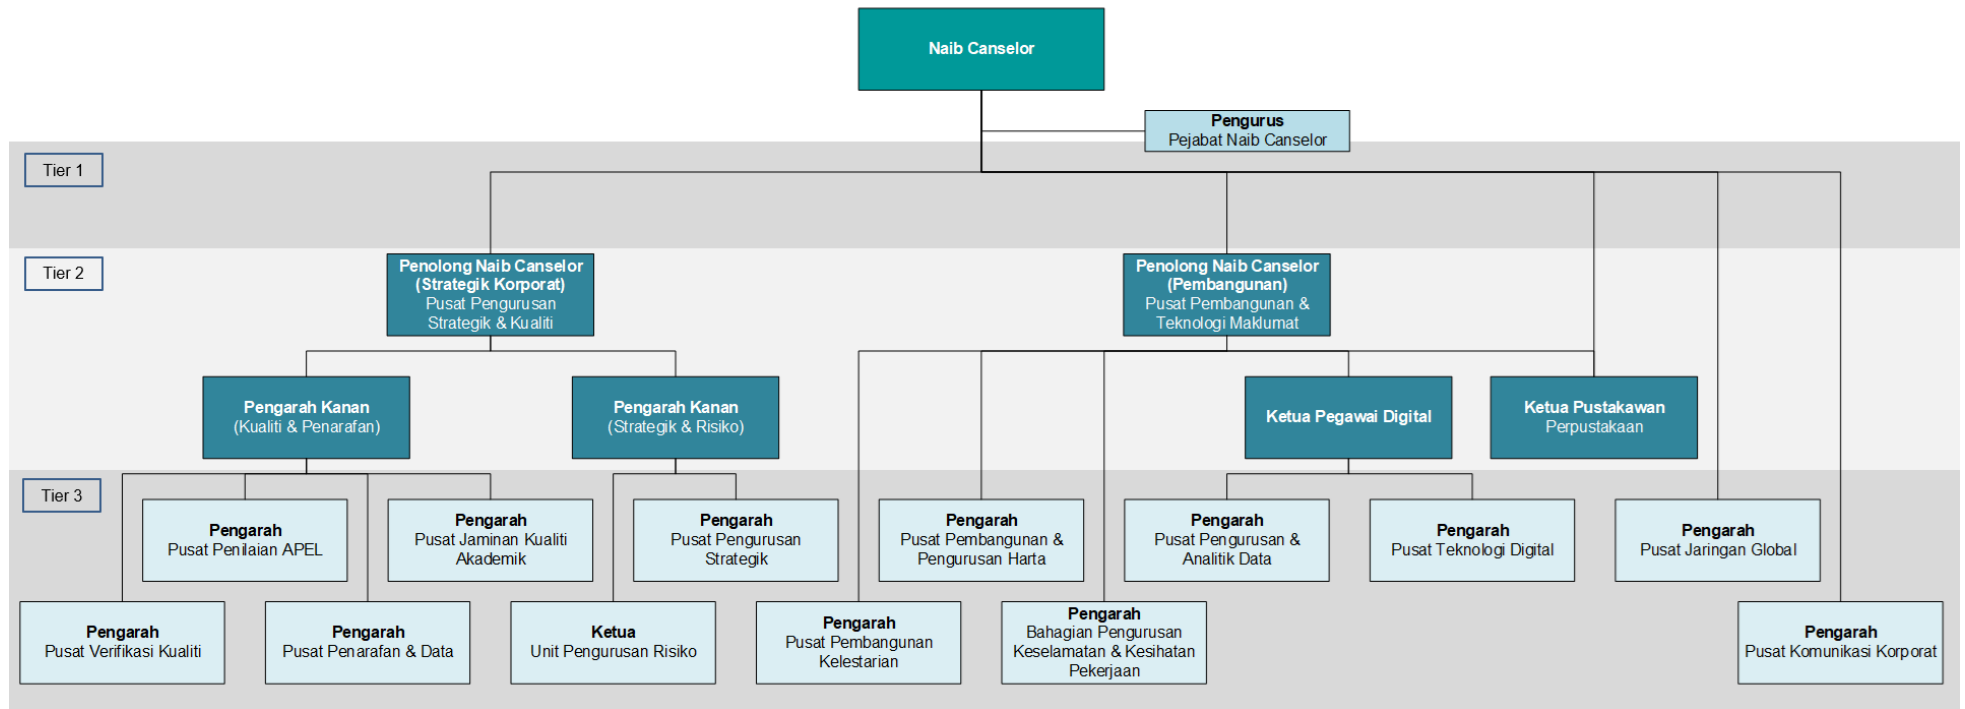 Naib Canselor
Pengurus
Pejabat Naib Canselor
Tier 1
Tier 2
Penolong Naib Canselor
(Strategik Korporat)
Pusat Pengurusan
Strategik & Kualiti
Penolong Naib Canselor
(Pembangunan)
Pusat Pembangunan &
Teknologi Maklumat
Pengarah Kanan
(Kualiti & Penarafan)
Pengarah Kanan
(Strategik & Risiko)
Ketua Pegawai Digital
Ketua Pustakawan
Perpustakaan
Tier 3
Pengarah
Pusat Penilaian APEL
Pengarah
Pusat Jaminan Kualiti
Akademik
Pengarah
Pusat Pengurusan
Strategik
Pengarah
Pusat Pembangunan &
Pengurusan Harta
Pengarah
Pusat Pengurusan &
Analitik Data
Pengarah
Pusat Teknologi Digital
Pengarah
Pusat Jaringan Global
Pengarah
Pusat Verifikasi Kualiti
Pengarah
Pusat Penarafan & Data
Ketua
Unit Pengurusan Risiko
Pengarah
Pusat Pembangunan
Kelestarian
Pengarah
Bahagian Pengurusan
Keselamatan & Kesihatan
Pekerjaan
Pengarah
Pusat Komunikasi Korporat